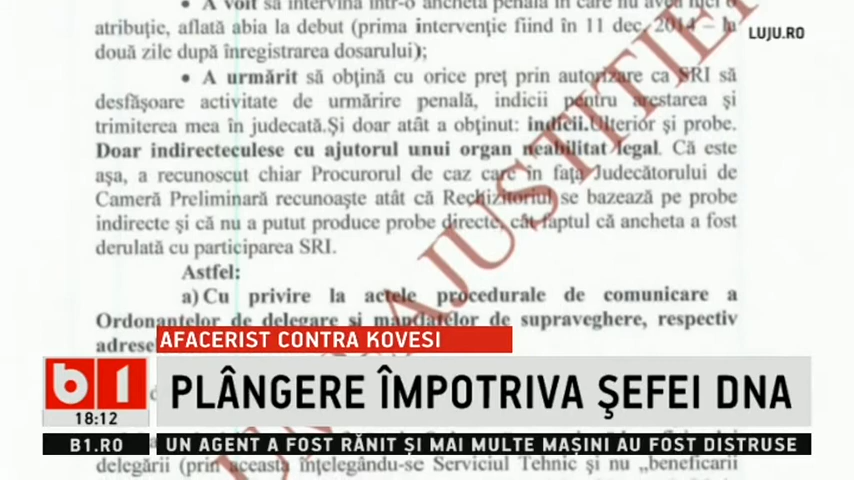 • A voit să intervină într-o anchetă penală în care nu avea nici o
atribuție, aflată abia la debut (prima intervenție fiind în 11 dec. 2014 – la
LUJU.RO
două zile după înregistrarea dosarului);
• A urmărit să obțină cu orice preț prin autorizare ca SRI să
desfășoare activitate de urmărire penală, indicii pentru arestarea și
trimiterea mea în judecată.Și doar atât a obținut: indicii.Ulterior și probe.
Doar indirecteculese cu ajutorul unui organ neabilitat legal. Că este
așa, a recunoscut chiar Procurorul de caz care în fața Judecătorului de
Cameră Preliminară recunoaște atât că Rechizitoriul se bazează pe probe
indirecte și că nu a putut produce probe directe, cât faptul că ancheta a fost
derulată cu participarea SRI.
Astfel:
a) Cu privire la actele procedurale de comunicare a
Ordonanțelor de delegare și mandatelor de supraveghere, respectiv
adrese
AFACERIST CONTRA KOVESI
b1
PLÂNGERE ÎMPOTRIVA ŞEFEI DNA
18:12
B1.RO
UN AGENT A FOST RĂNIT ȘI MAI MULTE MAȘINI AU FOST DISTRUSE
delegării (prin aceasta înțelegându-se Serviciul Tehnic și nu „beneficarii